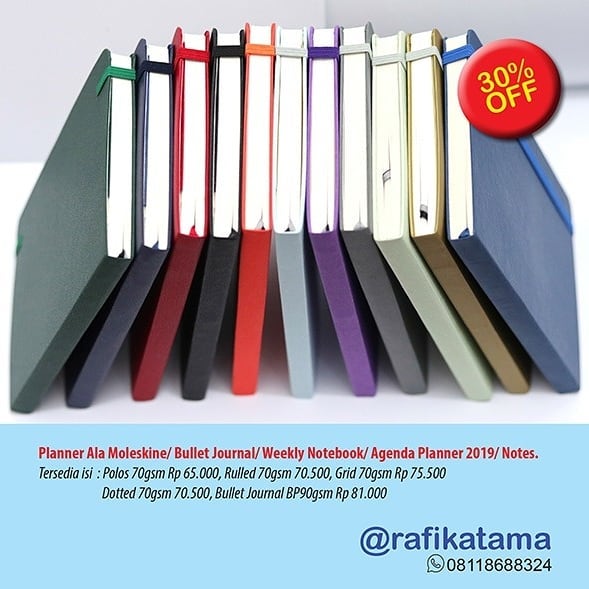 30%
OFF
Planner Ala Moleskine/ Bullet Journal/ Weekly Notebook/ Agenda Planner 2019/ Notes.
Tersedia isi : Polos 70gsm Rp 65.000, Rulled 70gsm 70.500, Grid 70gsm Rp 75.500
Dotted 70gsm 70.500, Bullet Journal BP90gsm Rp 81.000
@rafikatama
08118688324